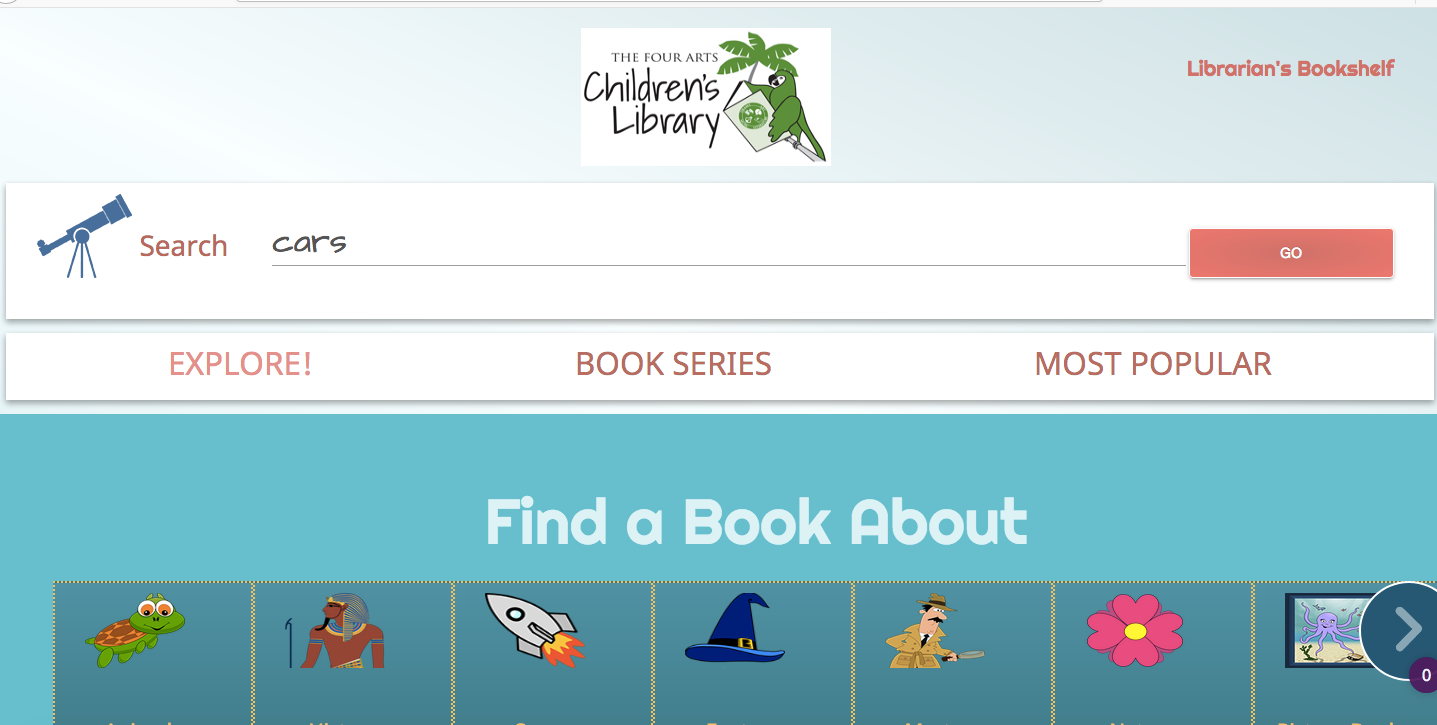 THE FOUR ARTS
Children's
Library
Librarian's Bookshelf
Search cars GO
EXPLORE! BOOK SERIES MOST POPULAR
Find a Book About
0